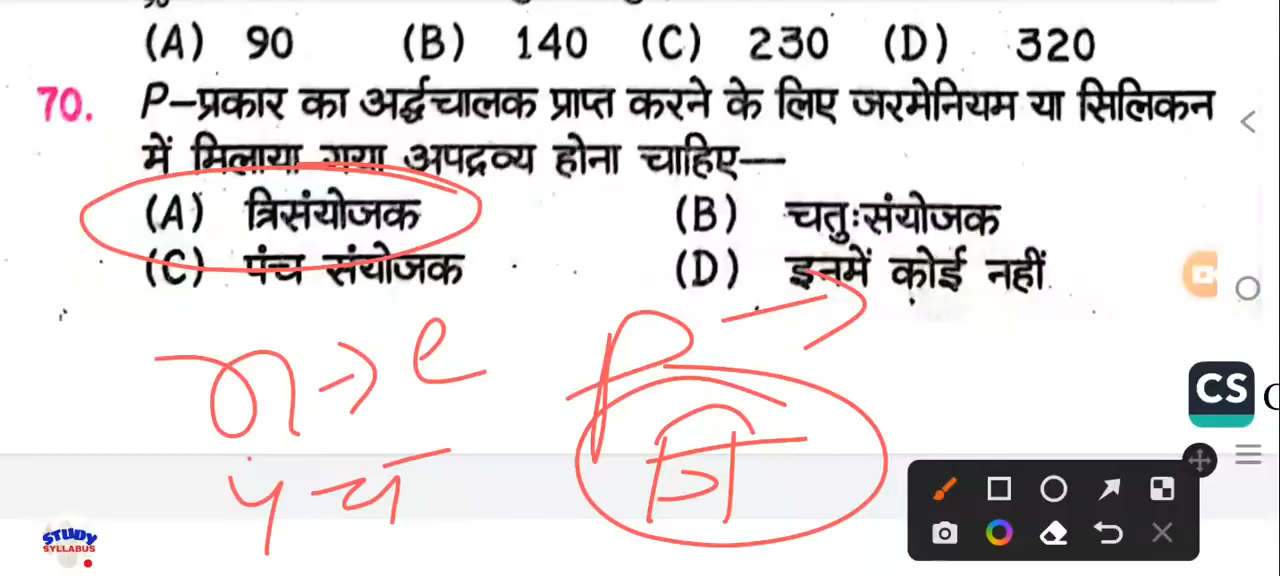 (A) 90 (B) 140 (C) 230 (D) 320
70. P–प्रकार का अर्द्धचालक प्राप्त करने के लिए जरमेनियम या सिलिकन
में मिलाया गया अपद्रव्य होना चाहिए—
(A) त्रिसंयोजक (B) चतुःसंयोजक
(C) पंच संयोजक (D) इनमें कोई नहीं
n → e P →
पंच त्रि
CS
STUDY
SYLLABUS